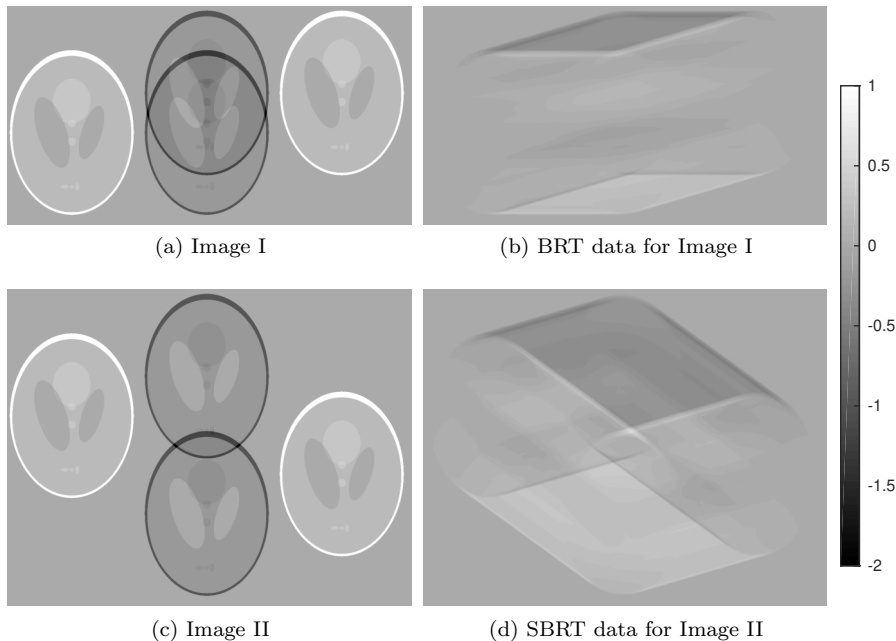 (a) Image I
(b) BRT data for Image I
(c) Image II
(d) SBRT data for Image II
1
0.5
0
-0.5
-1
-1.5
-2